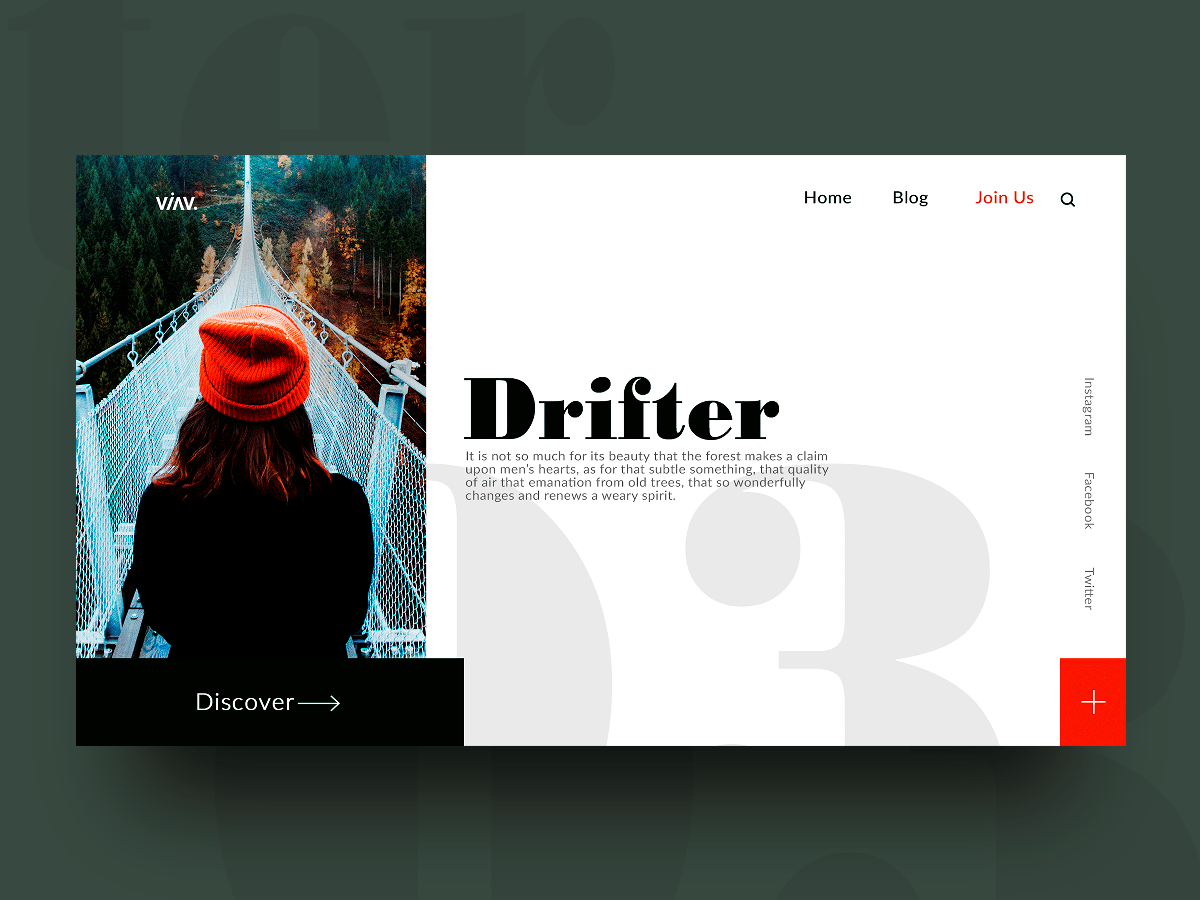 ter
viav.
Home Blog Join Us
Drifter
It is not so much for its beauty that the forest makes a claim
upon men's hearts, as for that subtle something, that quality
of air that emanation from old trees, that so wonderfully
changes and renews a weary spirit.
03
Instagram
Facebook
Twitter
Discover